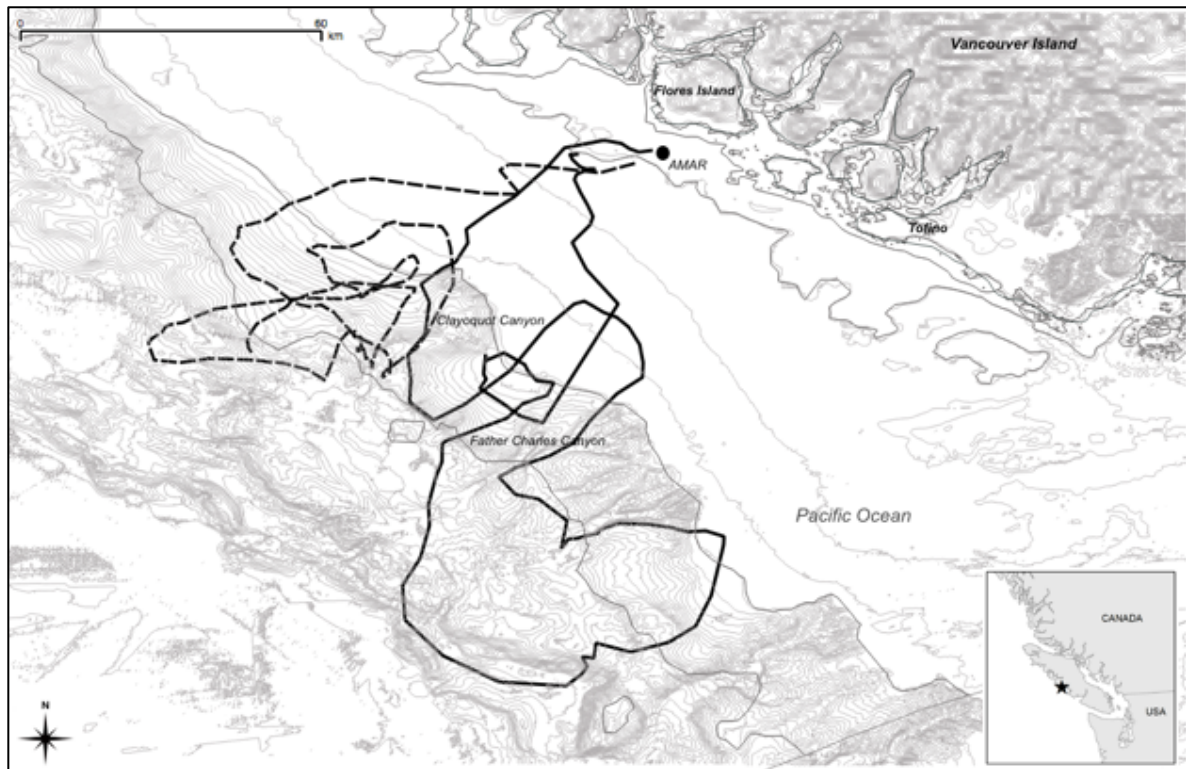 0
60
km
Vancouver Island
Flores Island
AMAR
Tofino
Clayoquot Canyon
Father Charles Canyon
Pacific Ocean
N
CANADA
USA